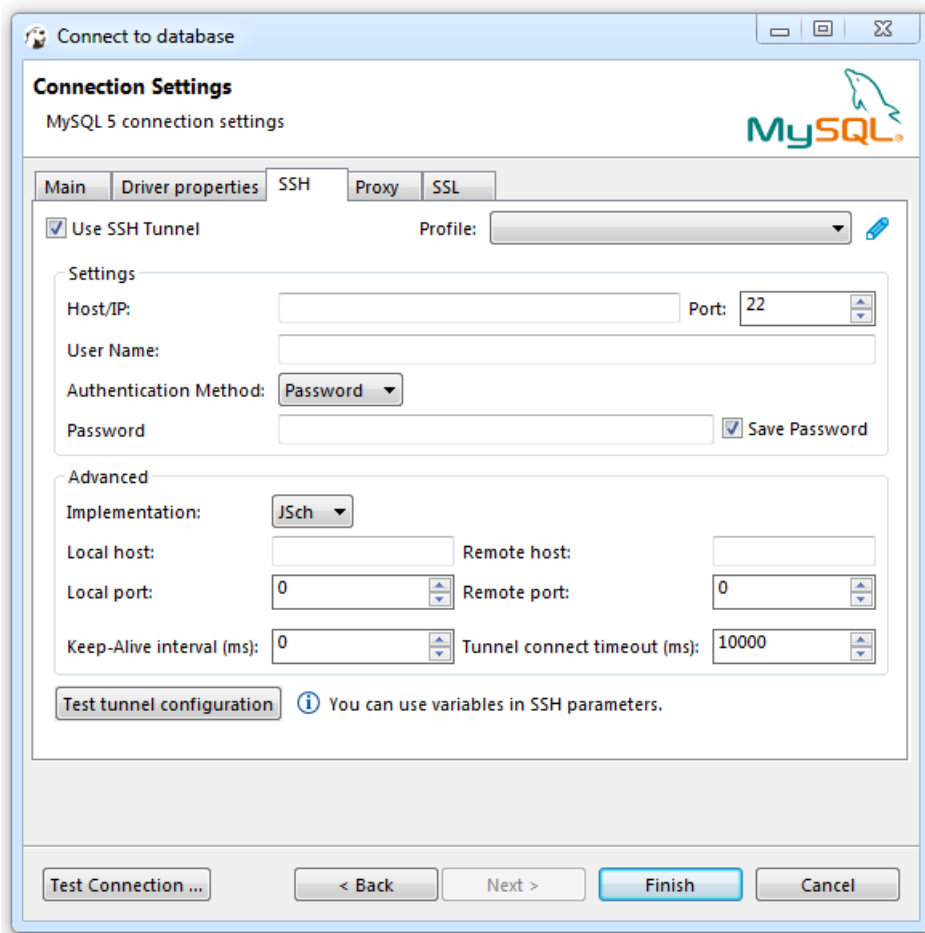 Connect to database
Connection Settings
MySQL 5 connection settings
MySQL®
Main Driver properties SSH Proxy SSL
Use SSH Tunnel Profile:
Settings
Host/IP: Port: 22
User Name:
Authentication Method: Password
Password Save Password
Advanced
Implementation: JSch
Local host: Remote host:
Local port: 0 Remote port: 0
Keep-Alive interval (ms): 0 Tunnel connect timeout (ms): 10000
Test tunnel configuration You can use variables in SSH parameters.
Test Connection ... < Back Next > Finish Cancel